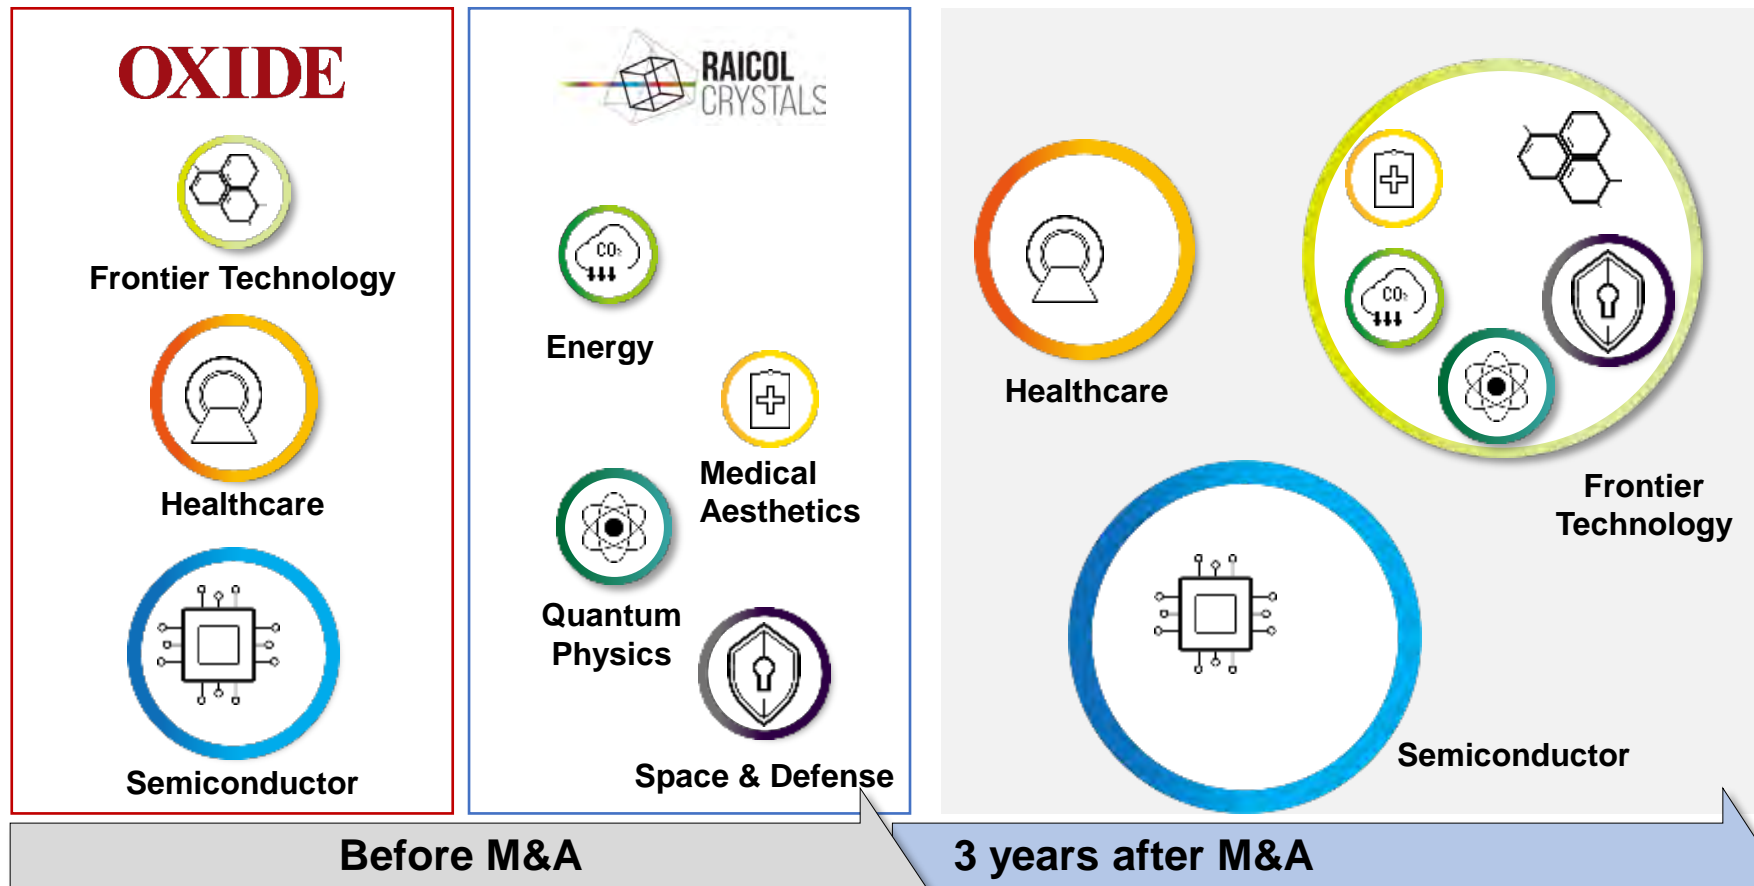 OXIDE
Frontier Technology
Healthcare
Semiconductor
RAICOL
CRYSTALS
CO₂
Energy
Medical
Aesthetics
Quantum
Physics
Space & Defense
Healthcare
CO₂
Frontier
Technology
Semiconductor
Before M&A
3 years after M&A